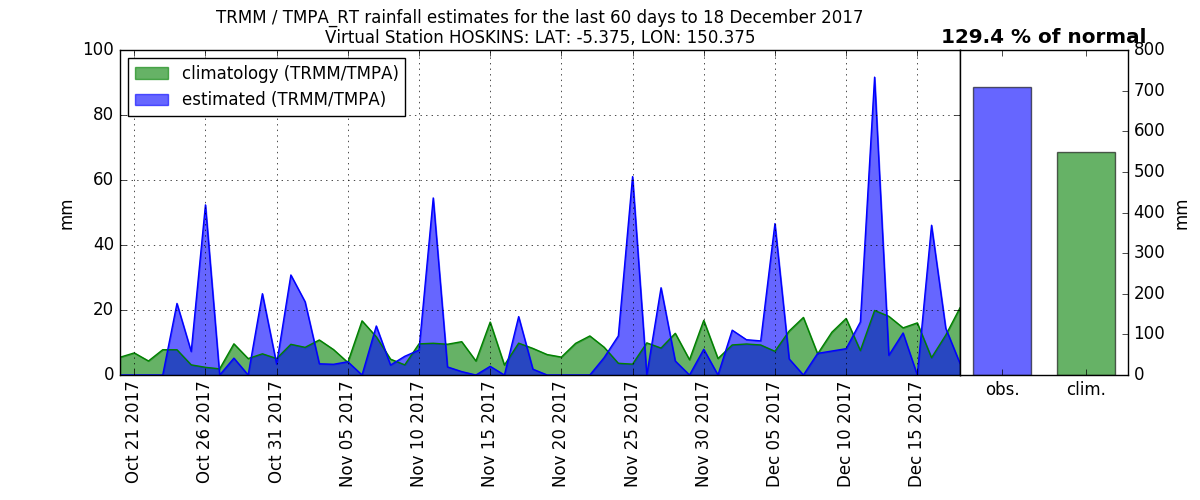 TRMM / TMPA_RT rainfall estimates for the last 60 days to 18 December 2017
Virtual Station HOSKINS: LAT: -5.375, LON: 150.375
129.4 % of normal
climatology (TRMM/TMPA)
estimated (TRMM/TMPA)
100
80
60
40
20
0
mm
Oct 21 2017
Oct 26 2017
Oct 31 2017
Nov 05 2017
Nov 10 2017
Nov 15 2017
Nov 20 2017
Nov 25 2017
Nov 30 2017
Dec 05 2017
Dec 10 2017
Dec 15 2017
800
700
600
500
400
300
200
100
0
mm
obs.
clim.